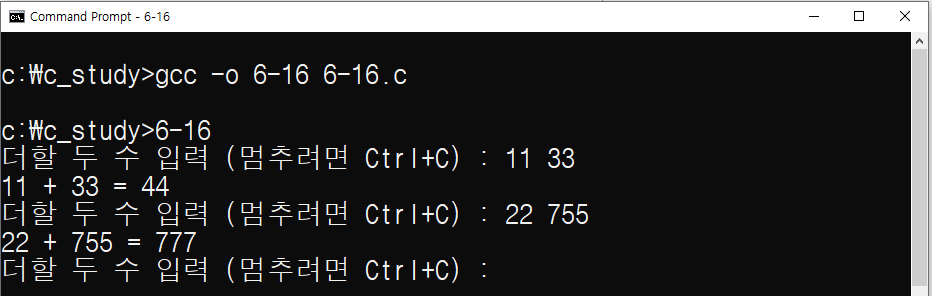 Command Prompt - 6-16
c:₩c_study>gcc -o 6-16 6-16.c
c:₩c_study>6-16
더할 두 수 입력 (멈추려면 Ctrl+C) : 11 33
11 + 33 = 44
더할 두 수 입력 (멈추려면 Ctrl+C) : 22 755
22 + 755 = 777
더할 두 수 입력 (멈추려면 Ctrl+C) :